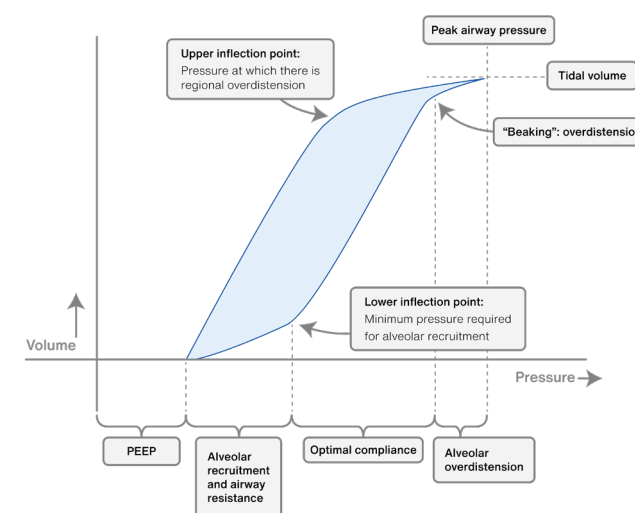 Peak airway pressure
Upper inflection point:
Pressure at which there is
regional overdistension
Tidal volume
“Beaking”: overdistensio
Lower inflection point:
Minimum pressure required
for alveolar recruitment
Volume
Pressure
PEEP
Alveolar
recruitment
and airway
resistance
Optimal compliance
Alveolar
overdistension